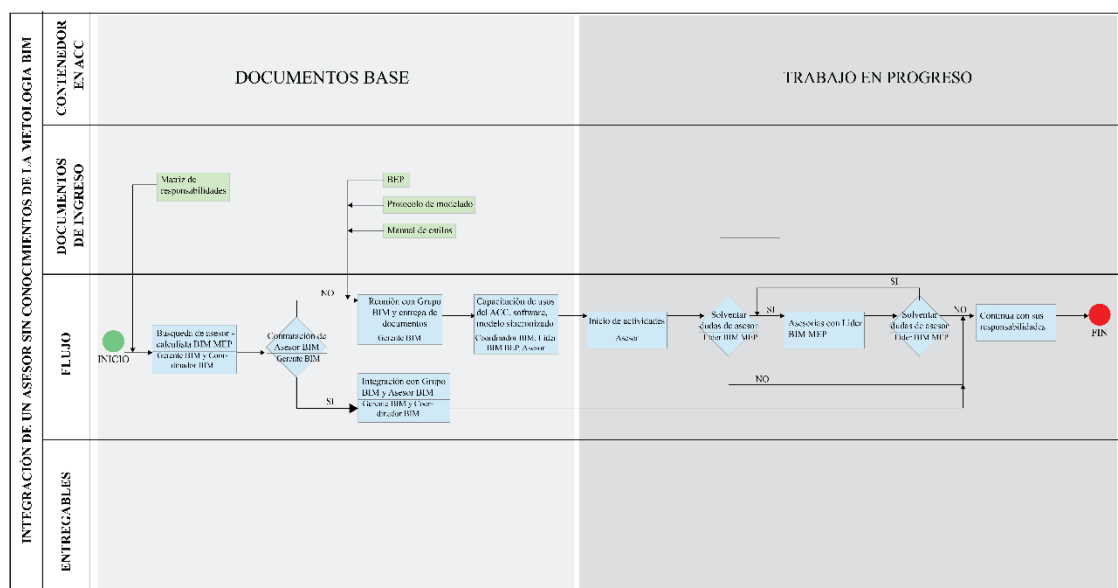 INTEGRACIÓN DE UN ASESOR SIN CONOCIMIENTOS DE LA METOLOGIA BIM
CONTENEDOR
EN ACC
DOCUMENTOS BASE
TRABAJO EN PROGRESO
DOCUMENTOS
DE INGRESO
Matriz de
responsabilidades
BEP
Protocolo de modelado
Manual de estilos
FLUJO
INICIO
Busqueda de asesor -
calculista BIM MEP
Gerente BIM y Coor-
dinador BIM
Contratación de
Asesor BIM
Gerente BIM
NO
SI
Reunión con Grupo
BIM y entrega de
documentos
Gerente BIM
Integración con Grupo
BIM y Asesor BIM
Gerente BIM y Coor-
dinador BIM
Capacitación de usos
del ACC, software,
modelo sincronizado
Coordinador BIM, Lider
BIM MEP, Asesor
Inicio de actividades
Asesor
Solventar
dudas de asesor
Lider BIM MEP
SI
NO
Asesorias con Lider
BIM MEP
SI
Solventar
dudas de asesor
Lider BIM MEP
NO
Continua con sus
responsabilidades
FIN
ENTREGABLES